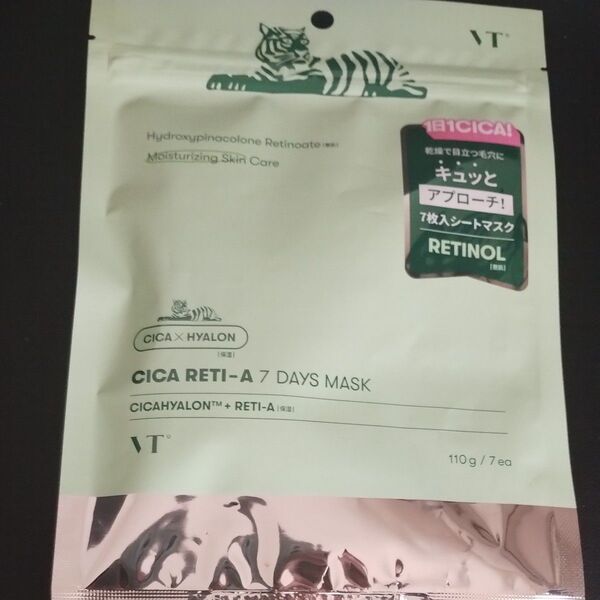 VT
Hydroxypinacolone Retinoate [整肌]
Moisturizing Skin Care
1日1CICA!
乾燥で目立つ毛穴に
キュッと
アプローチ!
7枚入シートマスク
RETINOL
[整肌]
CICA×HYALON
[保湿]
CICA RETI-A 7 DAYS MASK
CICAHYALON™ + RETI-A [保湿]
VT
110g / 7ea